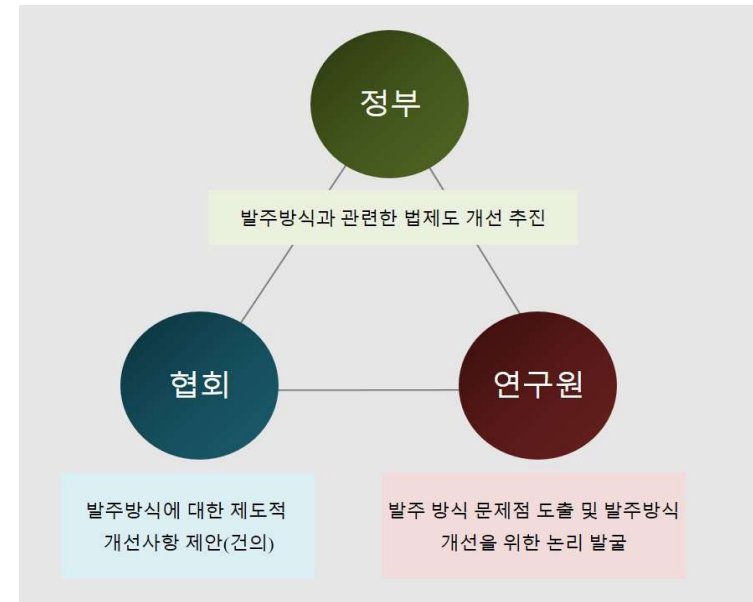 정부
발주방식과 관련한 법제도 개선 추진
협회
연구원
발주방식에 대한 제도적
개선사항 제안(건의)
발주 방식 문제점 도출 및 발주방식
개선을 위한 논리 발굴